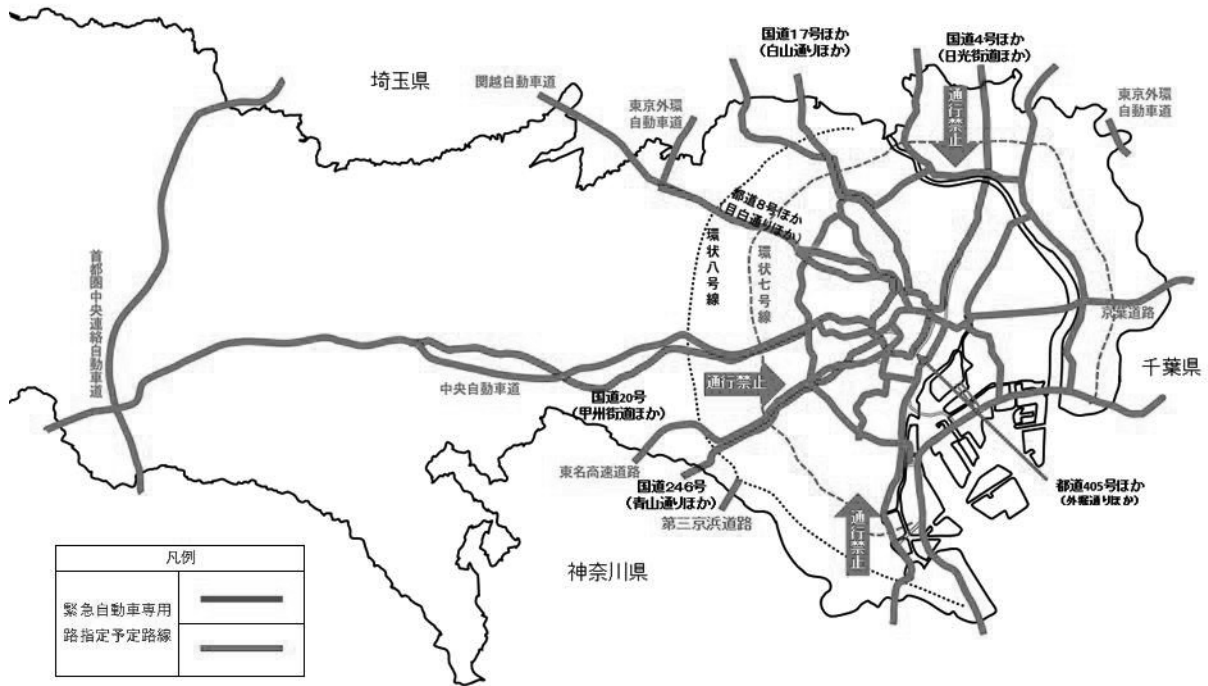 国道17号ほか
(白山通りほか)
国道4号ほか
(日光街道ほか)
埼玉県
関越自動車道
東京外環
自動車道
通行禁止
東京外環
自動車道
都道8号ほか
(目白通りほか)
環状八号線
環状七号線
首都圏中央連絡自動車道
京葉道路
千葉県
中央自動車道
通行禁止
国道20号
(甲州街道ほか)
東名高速道路
国道246号
(青山通りほか)
第三京浜道路
都道405号ほか
(外堀通りほか)
通行禁止
神奈川県
凡例
緊急自動車専用
路指定予定路線